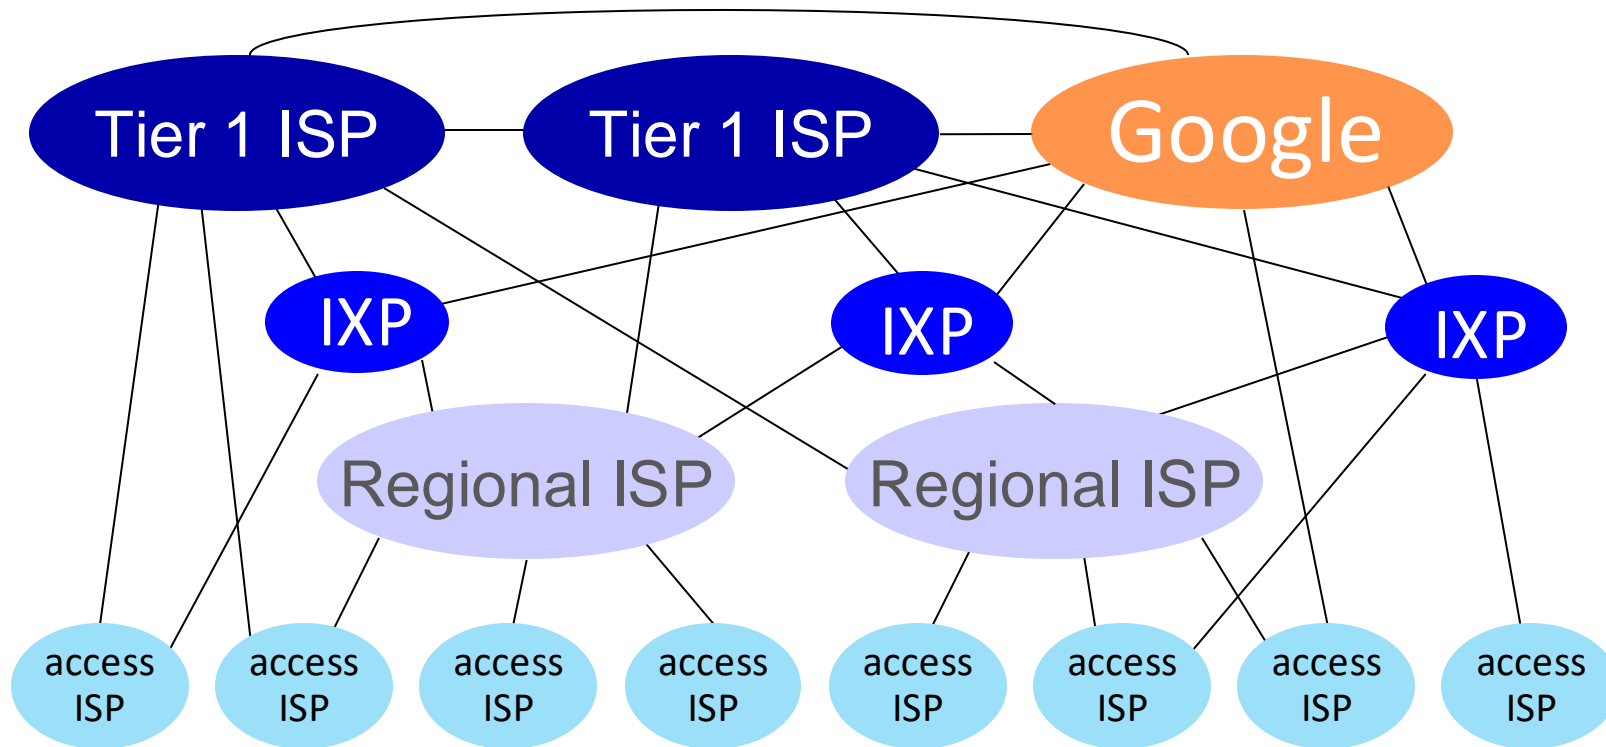 Tier 1 ISP
Tier 1 ISP
Google
IXP
IXP
IXP
Regional ISP
Regional ISP
access
ISP
access
ISP
access
ISP
access
ISP
access
ISP
access
ISP
access
ISP
access
ISP